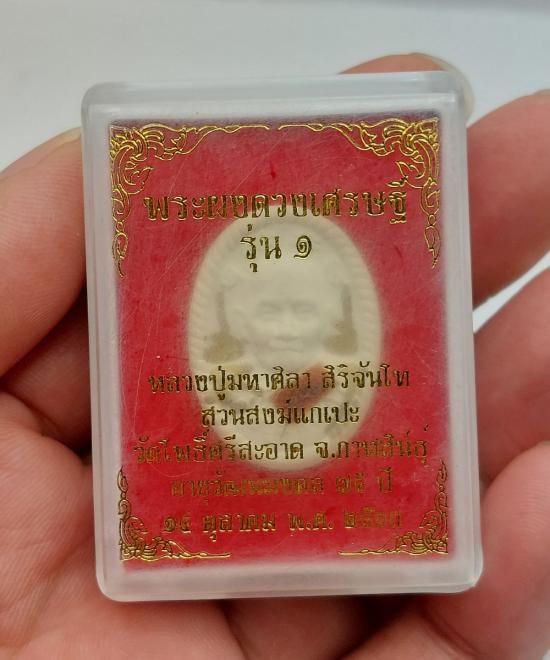 พระผงดวงเศรษฐี
รุ่น ๑
หลวงปู่มหาศิลา สิริจันโท
สวนสงฆ์แกเปะ
วัดโพธิ์ศรีสะอาด จ.กาฬสินธุ์
อายุวัฒนมงคล ๗๕ ปี
๑๕ ตุลาคม พ.ศ. ๒๕๖๓